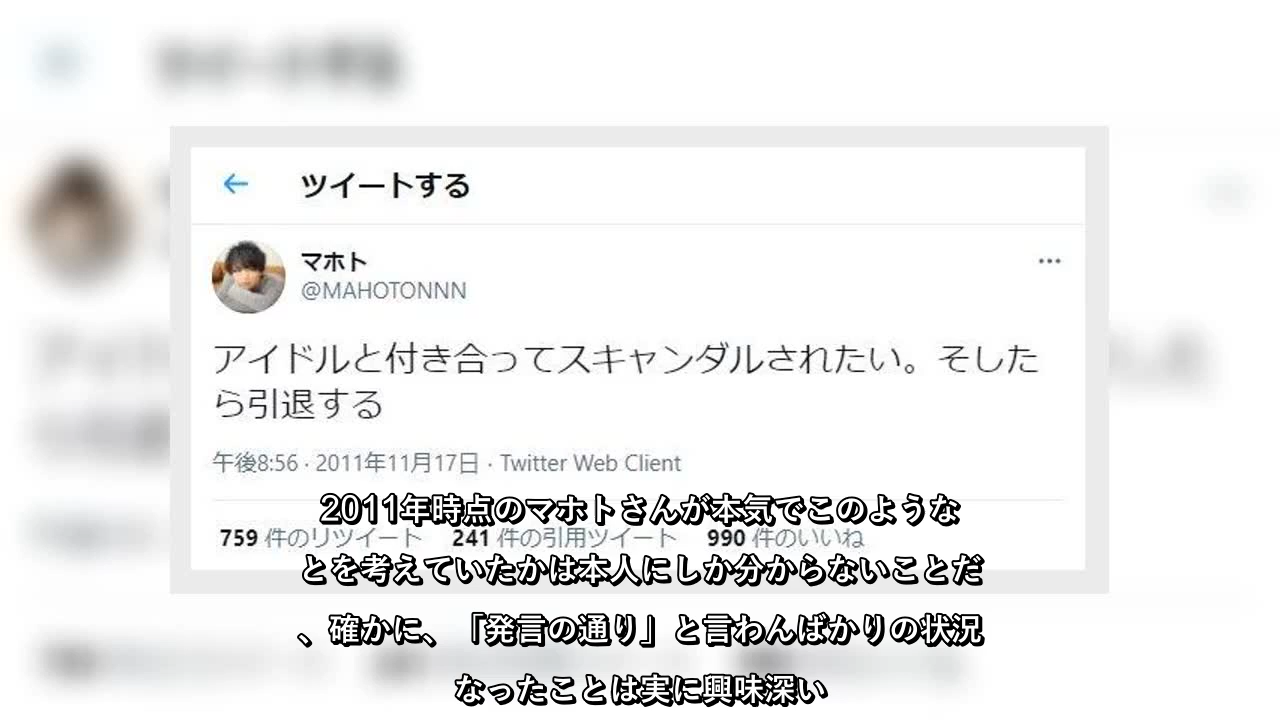 ツイートする
マホト
@MAHOTONNN
アイドルと付き合ってスキャンダルされたい。そした
ら引退する
午後8:56 · 2011年11月17日 · Twitter Web Client
759 件のリツイート 241 件の引用ツイート 990 件のいいね
2011年時点のマホトさんが本気でこのような
とを考えていたかは本人にしか分からないことだ
、確かに、「発言の通り」と言わんばかりの状況
なったことは実に興味深い